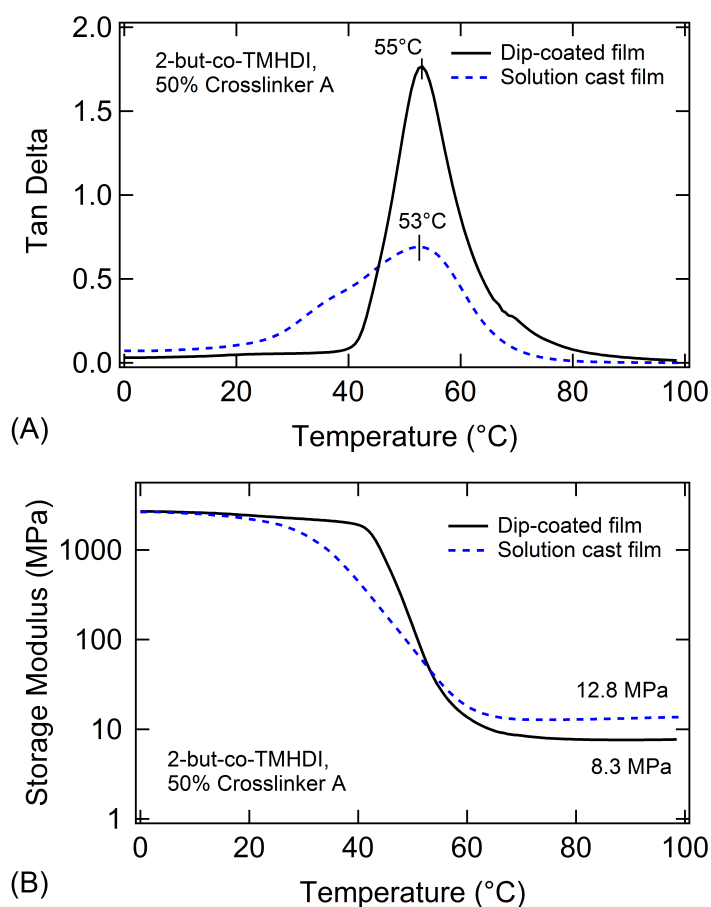 2-but-co-TMHDI,
50% Crosslinker A
55°C
Dip-coated film
Solution cast film
53°C
2.0
1.5
1.0
0.5
0.0
Tan Delta
0 20 40 60 80 100
(A)
Temperature (°C)
Dip-coated film
Solution cast film
1000
100
10
1
Storage Modulus (MPa)
12.8 MPa
8.3 MPa
2-but-co-TMHDI,
50% Crosslinker A
0 20 40 60 80 100
(B)
Temperature (°C)